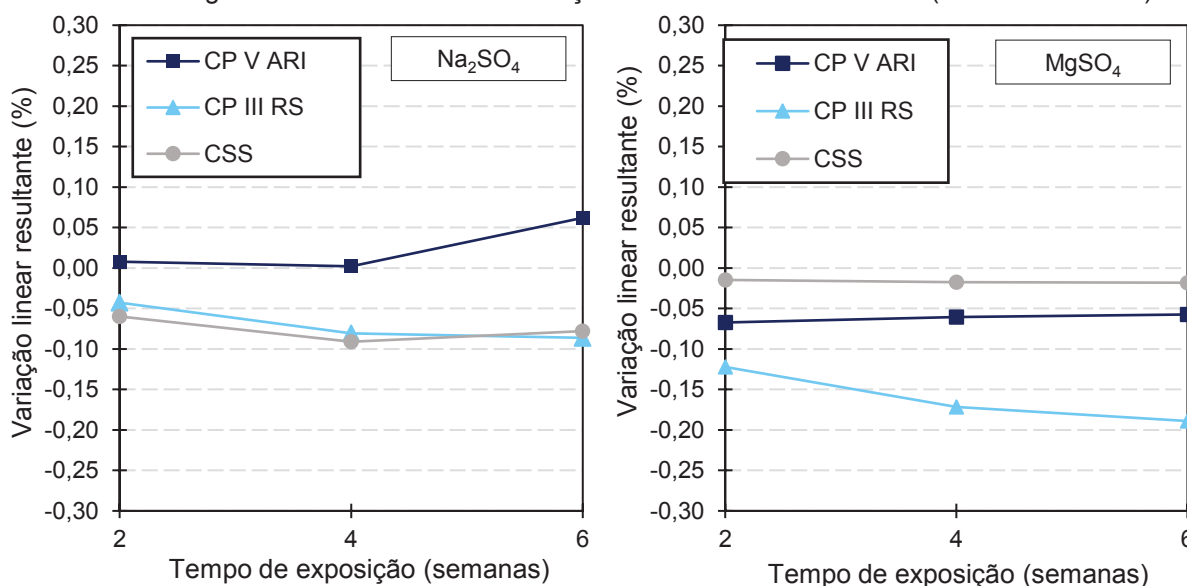 0,30
0,25
0,20
0,15
0,10
0,05
0,00
-0,05
-0,10
-0,15
-0,20
-0,25
-0,30
Variação linear resultante (%)
CP V ARI
CP III RS
CSS
Na₂SO₄
2
4
6
Tempo de exposição (semanas)
0,30
0,25
0,20
0,15
0,10
0,05
0,00
-0,05
-0,10
-0,15
-0,20
-0,25
-0,30
Variação linear resultante (%)
CP V ARI
CP III RS
CSS
MgSO₄
2
4
6
Tempo de exposição (semanas)